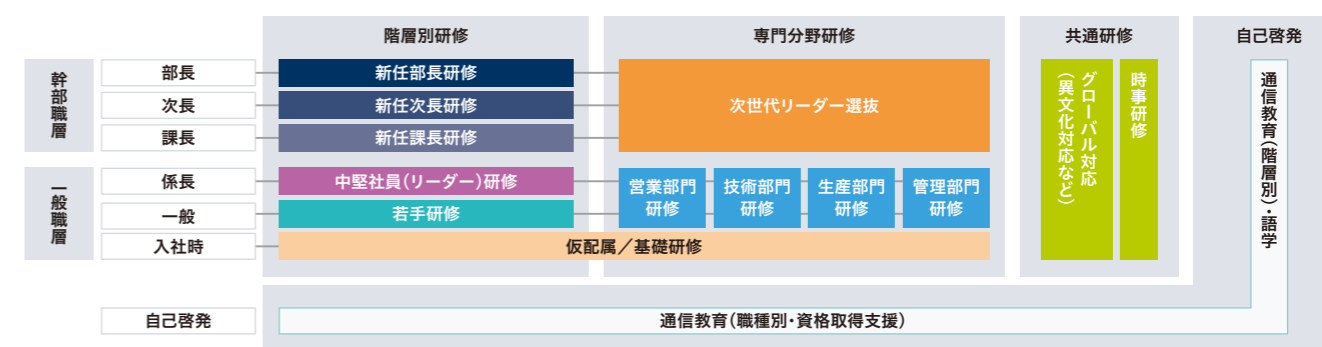 階層別研修
専門分野研修
共通研修
自己啓発
幹部職層
部長
新任部長研修
次長
新任次長研修
課長
新任課長研修
次世代リーダー選抜
一般職層
係長
中堅社員(リーダー)研修
一般
若手研修
営業部門
研修
技術部門
研修
生産部門
研修
管理部門
研修
入社時
仮配属/基礎研修
時事研修
グローバル対応
(異文化対応など)
通信教育(階層別)・語学
自己啓発
通信教育(職種別・資格取得支援)